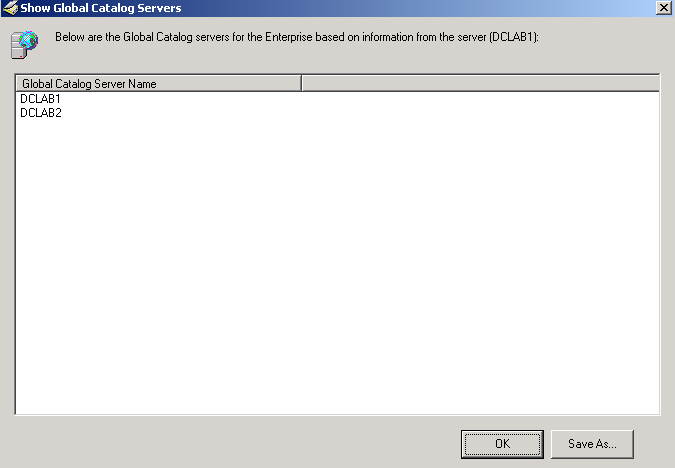 Show Global Catalog Servers
Below are the Global Catalog servers for the Enterprise based on information from the server (DCLAB1):
Global Catalog Server Name
DCLAB1
DCLAB2
OK
Save As...